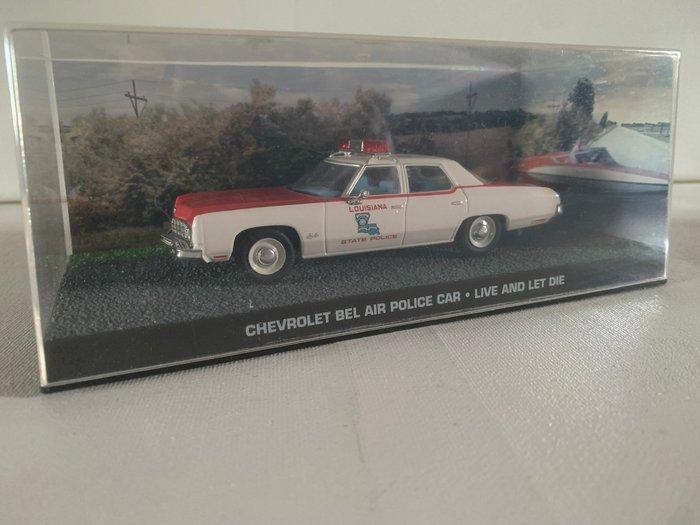 LOUISIANA
STATE POLICE
CHEVROLET BEL AIR POLICE CAR • LIVE AND LET DIE